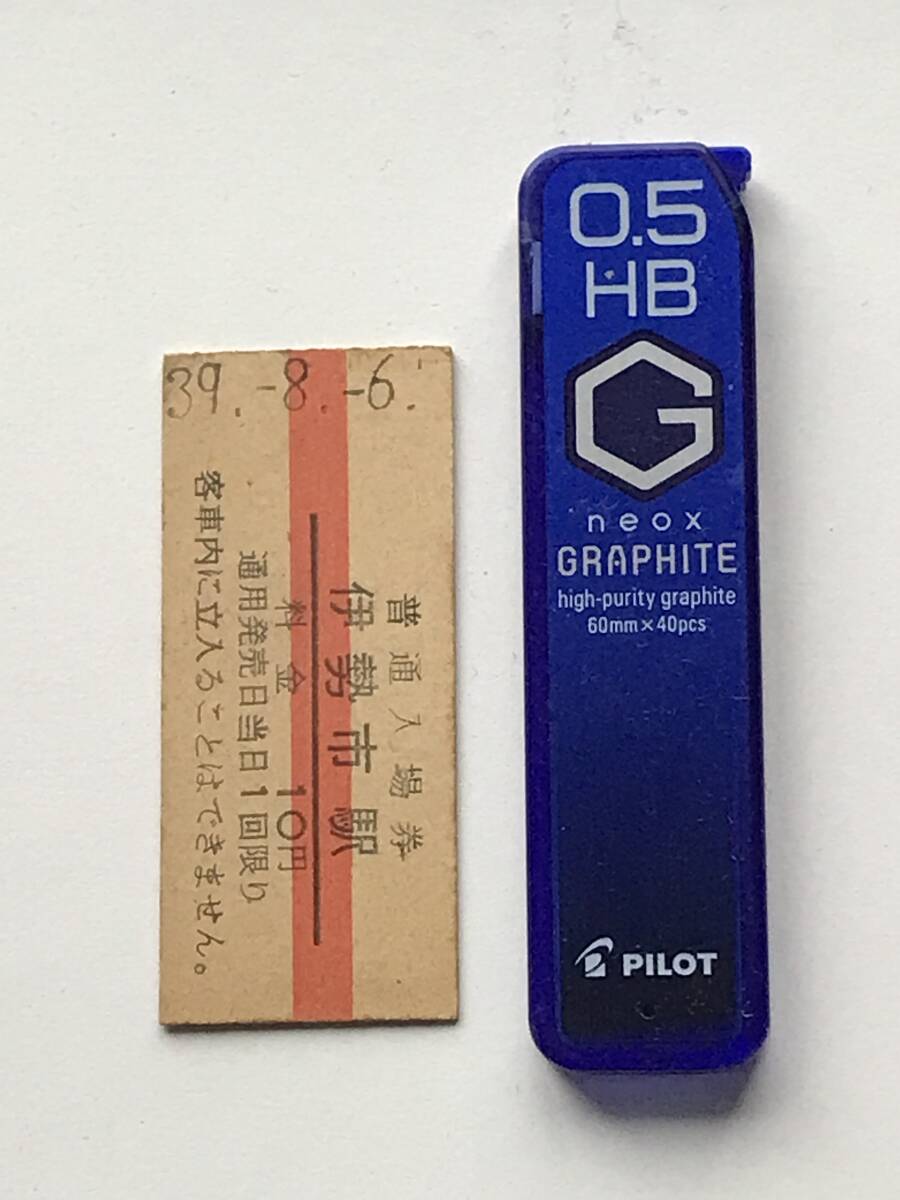 39.-8.-6.
普通入場券
伊勢市駅
料金 10円
通用発売日当日1回限り
客車内に立入ることはできません。
0.5
HB
G
neox
GRAPHITE
high-purity graphite
60mm×40pcs
PILOT